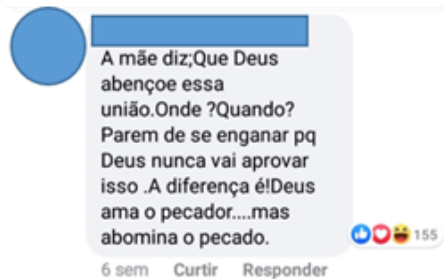 A mãe diz;Que Deus
abençoe essa
união.Onde ?Quando?
Parem de se enganar pq
Deus nunca vai aprovar
isso .A diferença é!Deus
ama o pecador....mas
abomina o pecado.
155
6 sem Curtir Responder